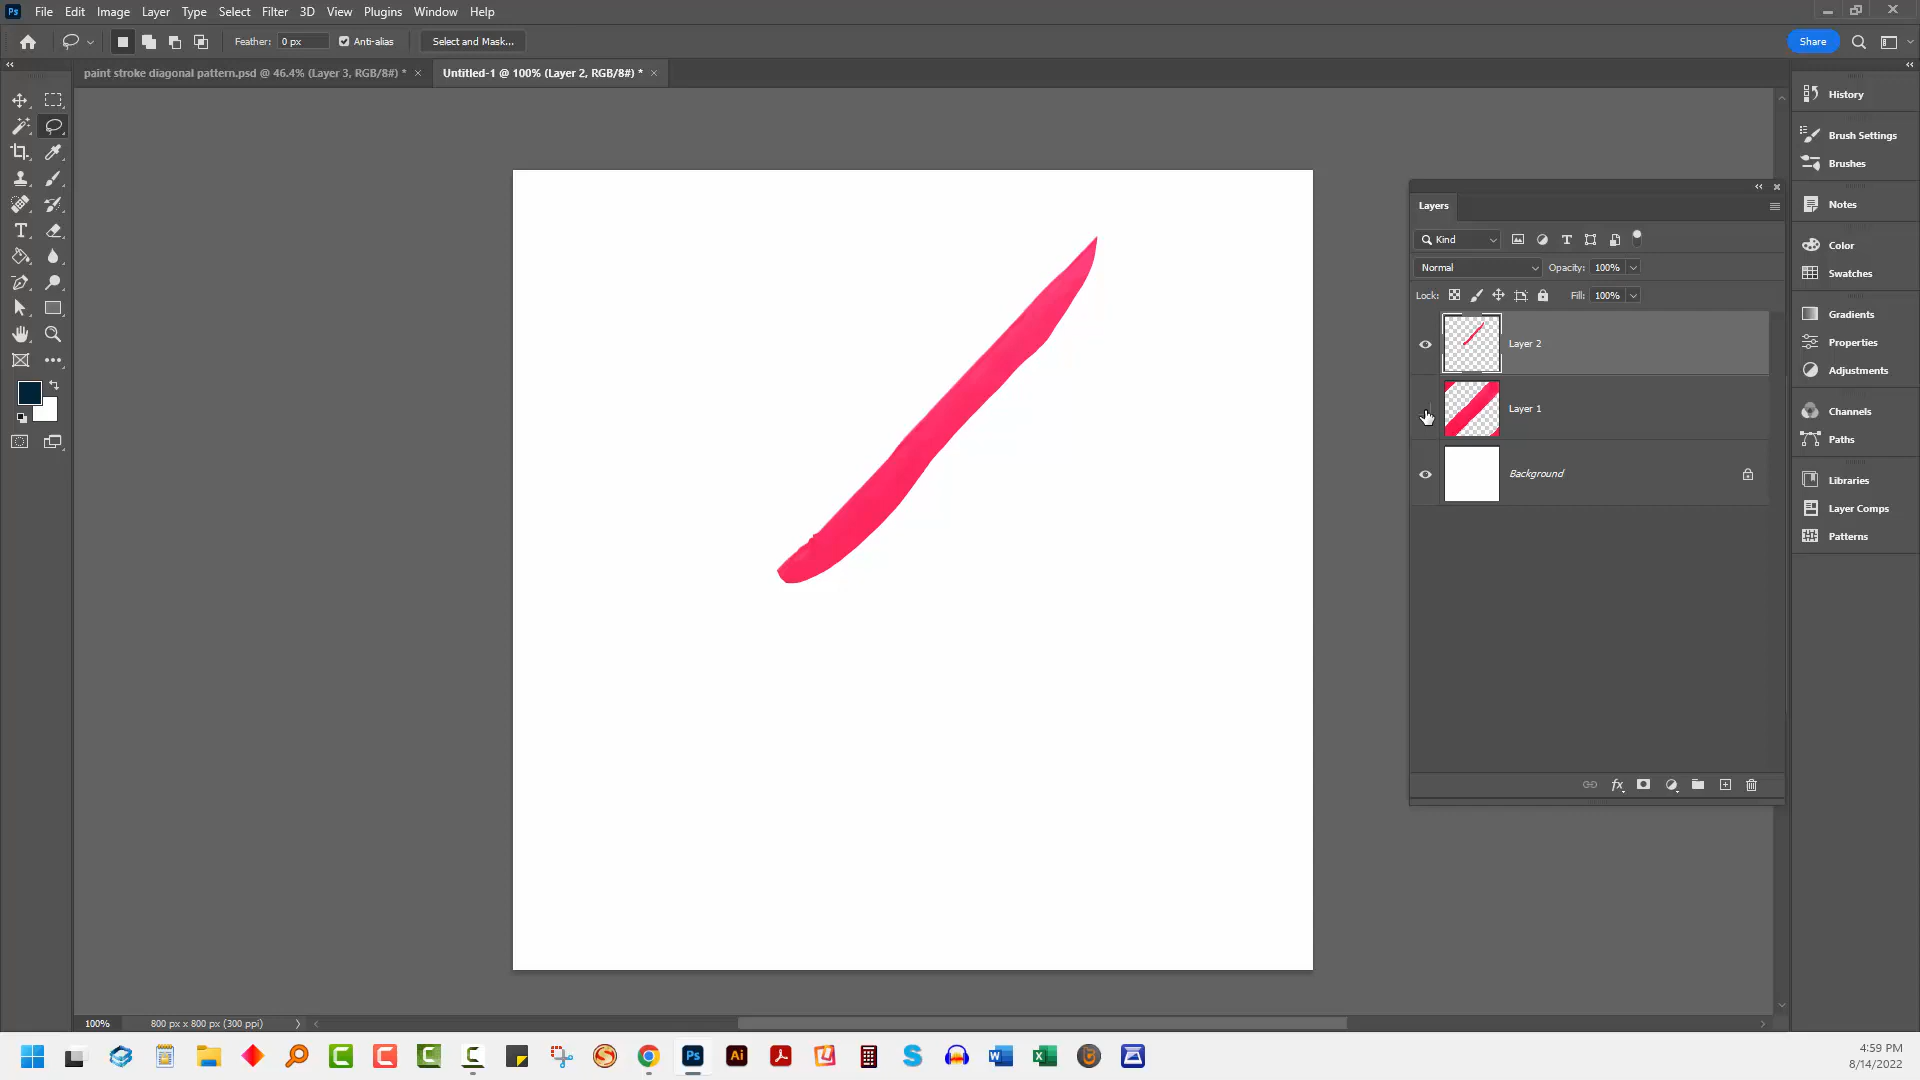 Ps File Edit Image Layer Type Select Filter 3D View Plugins Window Help
Feather: 0 px Anti-alias Select and Mask... Share
paint stroke diagonal pattern.psd @ 46.4% (Layer 3, RGB/8#) * × Untitled-1 @ 100% (Layer 2, RGB/8#) * ×
History
Brush Settings
Brushes
Notes
Color
Swatches
Gradients
Properties
Adjustments
Channels
Paths
Libraries
Layer Comps
Patterns
Layers
Kind
Normal Opacity: 100%
Lock: Fill: 100%
Layer 2
Layer 1
Background
fx
100% 800 px x 800 px (300 ppi)
Ps Ai
4:59 PM
8/14/2022